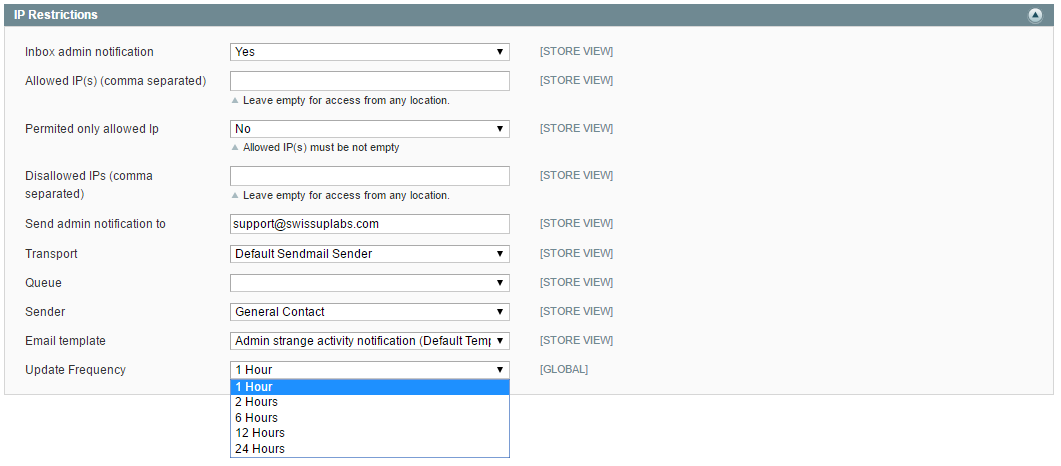 IP Restrictions
Inbox admin notification Yes [STORE VIEW]
Allowed IP(s) (comma separated) [STORE VIEW]
Leave empty for access from any location.
Permited only allowed Ip No [STORE VIEW]
Allowed IP(s) must be not empty
Disallowed IPs (comma [STORE VIEW]
separated)
Leave empty for access from any location.
Send admin notification to support@swissuplabs.com [STORE VIEW]
Transport Default Sendmail Sender [STORE VIEW]
Queue [STORE VIEW]
Sender General Contact [STORE VIEW]
Email template Admin strange activity notification (Default Temp [STORE VIEW]
Update Frequency 1 Hour [GLOBAL]
1 Hour
2 Hours
6 Hours
12 Hours
24 Hours